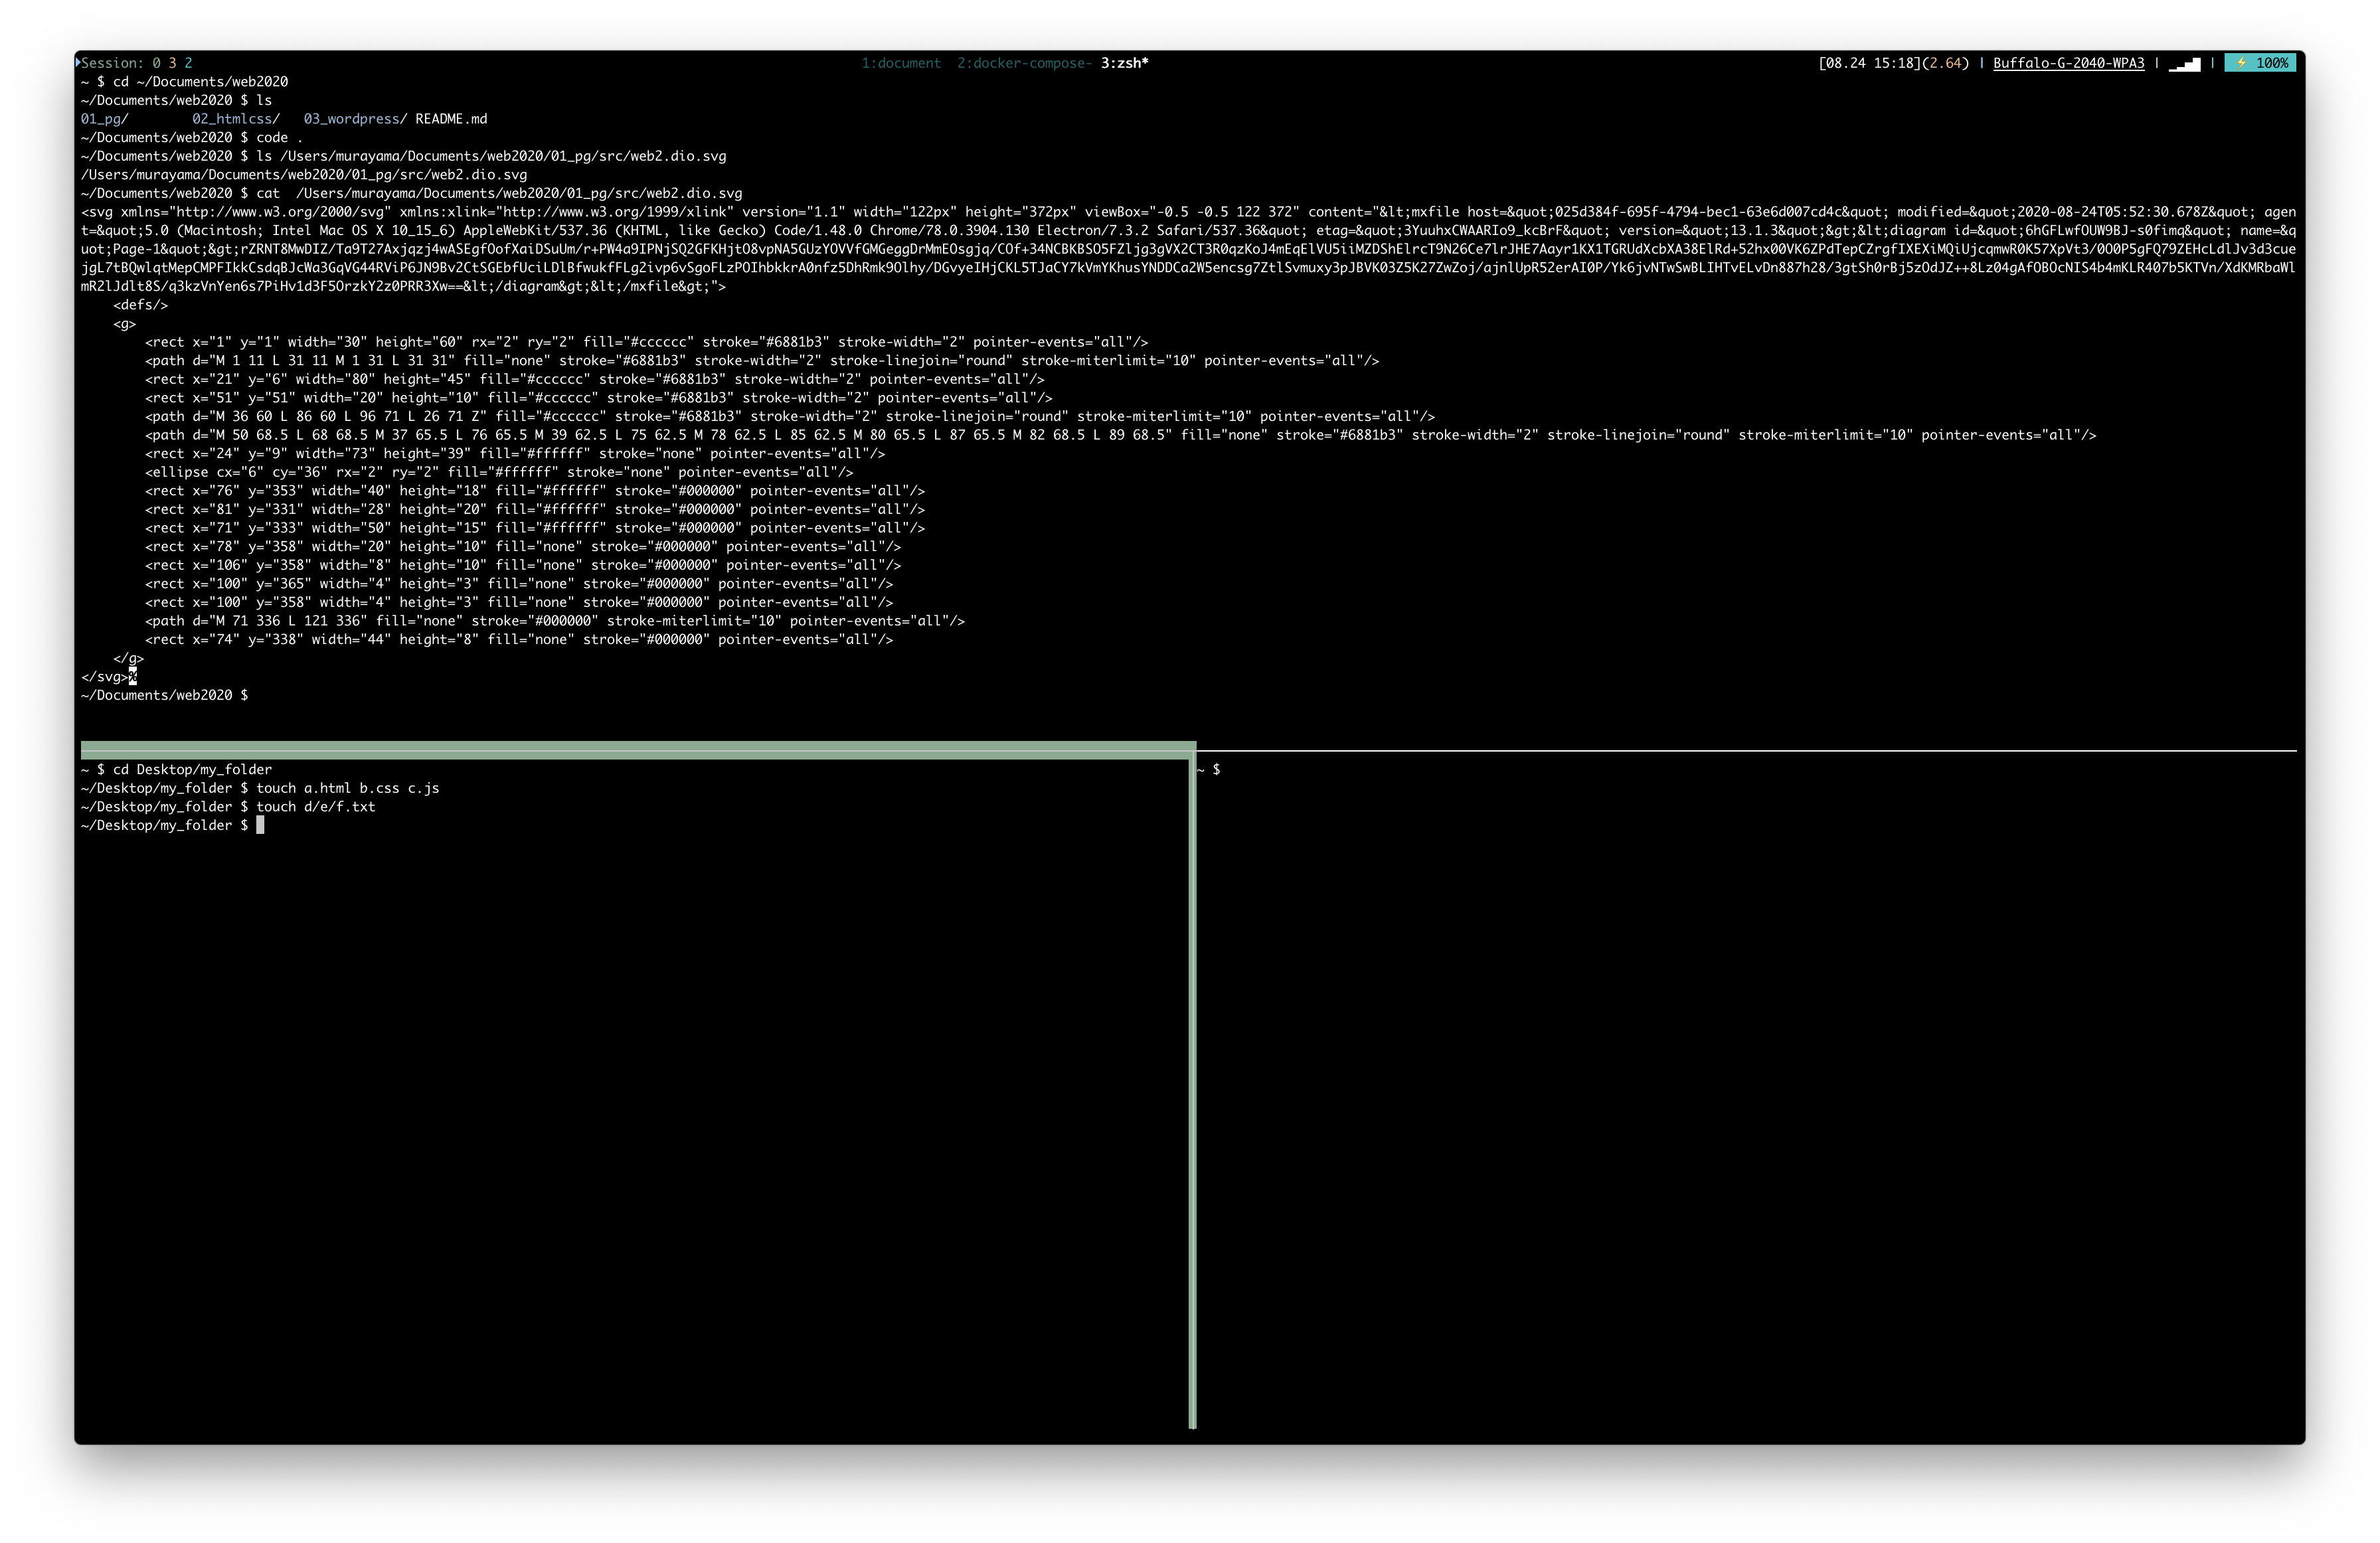 Session: 0 3 2 1:document 2:docker-compose- 3:zsh* [08.24 15:18](2.64) | Buffalo-G-2040-WPA3 | | ⚡ 100%
~ $ cd ~/Documents/web2020
~/Documents/web2020 $ ls
01_pg/ 02_htmlcss/ 03_wordpress/ README.md
~/Documents/web2020 $ code .
~/Documents/web2020 $ ls /Users/murayama/Documents/web2020/01_pg/src/web2.dio.svg
/Users/murayama/Documents/web2020/01_pg/src/web2.dio.svg
~/Documents/web2020 $ cat  /Users/murayama/Documents/web2020/01_pg/src/web2.dio.svg
<svg xmlns="http://www.w3.org/2000/svg" xmlns:xlink="http://www.w3.org/1999/xlink" version="1.1" width="122px" height="372px" viewBox="-0.5 -0.5 122 372" content="&lt;mxfile host=&quot;025d384f-695f-4794-bec1-63e6d007cd4c&quot; modified=&quot;2020-08-24T05:52:30.678Z&quot; agen
t=&quot;5.0 (Macintosh; Intel Mac OS X 10_15_6) AppleWebKit/537.36 (KHTML, like Gecko) Code/1.48.0 Chrome/78.0.3904.130 Electron/7.3.2 Safari/537.36&quot; etag=&quot;3YuuhxCWAARIo9_kcBrF&quot; version=&quot;13.1.3&quot;&gt;&lt;diagram id=&quot;6hGFLwfOUW9BJ-s0fimq&quot; name=&q
uot;Page-1&quot;&gt;rZRNT8MwDIZ/Ta9T27Axjqzj4wASEgfOofXaiDSuUm/r+PW4a9IPNjSQ2GFKHjtO8vpNA5GUzYOVVfGMGeggDrMmEOsgjq/COf+34NCBKBSO5FZljg3gVX2CT3R0qzKoJ4mEqElVU5iiMZDShElrcT9N26Ce7lrJHE7Aayr1KX1TGRUdXcbXA38ElRd+52hx00VK6ZPdTepCZrgfIXEXiMQiUjcqmwR0K57XpVt3/0O0P5gFQ79ZEHcLdlJv3d3cue
jgL7tBQwlqtMepCMPFIkkCsdqBJcWa3GqVG44RViP6JN9Bv2CtSGEbfUciLDlBfwukfFLg2ivp6vSgoFLzPOIhbkkrA0nfz5DhRmk9Olhy/DGvyeIHjCKL5TJaCY7kVmYKhusYNDDCa2W5encsg7ZtlSvmuxy3pJBVK03Z5K27ZwZoj/ajnlUpR52erAI0P/Yk6jvNTwSwBLIHTvELvDn887h28/3gtSh0rBj5zOdJZ++8Lz04gAfOBOcNIS4b4mKLR407b5KTVn/XdKMRbaWl
mR2lJdlt8S/q3kzVnYen6s7PiHv1d3F5OrzkY2z0PRR3Xw==&lt;/diagram&gt;&lt;/mxfile&gt;">
    <defs/>
    <g>
        <rect x="1" y="1" width="30" height="60" rx="2" ry="2" fill="#cccccc" stroke="#6881b3" stroke-width="2" pointer-events="all"/>
        <path d="M 1 11 L 31 11 M 1 31 L 31 31" fill="none" stroke="#6881b3" stroke-width="2" stroke-linejoin="round" stroke-miterlimit="10" pointer-events="all"/>
        <rect x="21" y="6" width="80" height="45" fill="#cccccc" stroke="#6881b3" stroke-width="2" pointer-events="all"/>
        <rect x="51" y="51" width="20" height="10" fill="#cccccc" stroke="#6881b3" stroke-width="2" pointer-events="all"/>
        <path d="M 36 60 L 86 60 L 96 71 L 26 71 Z" fill="#cccccc" stroke="#6881b3" stroke-width="2" stroke-linejoin="round" stroke-miterlimit="10" pointer-events="all"/>
        <path d="M 50 68.5 L 68 68.5 M 37 65.5 L 76 65.5 M 39 62.5 L 75 62.5 M 78 62.5 L 85 62.5 M 80 65.5 L 87 65.5 M 82 68.5 L 89 68.5" fill="none" stroke="#6881b3" stroke-width="2" stroke-linejoin="round" stroke-miterlimit="10" pointer-events="all"/>
        <rect x="24" y="9" width="73" height="39" fill="#ffffff" stroke="none" pointer-events="all"/>
        <ellipse cx="6" cy="36" rx="2" ry="2" fill="#ffffff" stroke="none" pointer-events="all"/>
        <rect x="76" y="353" width="40" height="18" fill="#ffffff" stroke="#000000" pointer-events="all"/>
        <rect x="81" y="331" width="28" height="20" fill="#ffffff" stroke="#000000" pointer-events="all"/>
        <rect x="71" y="333" width="50" height="15" fill="#ffffff" stroke="#000000" pointer-events="all"/>
        <rect x="78" y="358" width="20" height="10" fill="none" stroke="#000000" pointer-events="all"/>
        <rect x="106" y="358" width="8" height="10" fill="none" stroke="#000000" pointer-events="all"/>
        <rect x="100" y="365" width="4" height="3" fill="none" stroke="#000000" pointer-events="all"/>
        <rect x="100" y="358" width="4" height="3" fill="none" stroke="#000000" pointer-events="all"/>
        <path d="M 71 336 L 121 336" fill="none" stroke="#000000" stroke-miterlimit="10" pointer-events="all"/>
        <rect x="74" y="338" width="44" height="8" fill="none" stroke="#000000" pointer-events="all"/>
    </g>
</svg>%
~/Documents/web2020 $
~ $ cd Desktop/my_folder
~/Desktop/my_folder $ touch a.html b.css c.js
~/Desktop/my_folder $ touch d/e/f.txt
~/Desktop/my_folder $
~ $